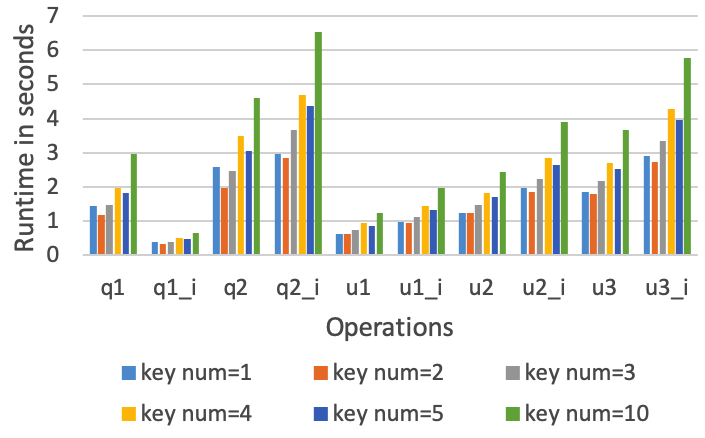 Runtime in seconds
7
6
5
4
3
2
1
0
q1 q1_i q2 q2_i u1 u1_i u2 u2_i u3 u3_i
Operations
key num=1 key num=2 key num=3
key num=4 key num=5 key num=10